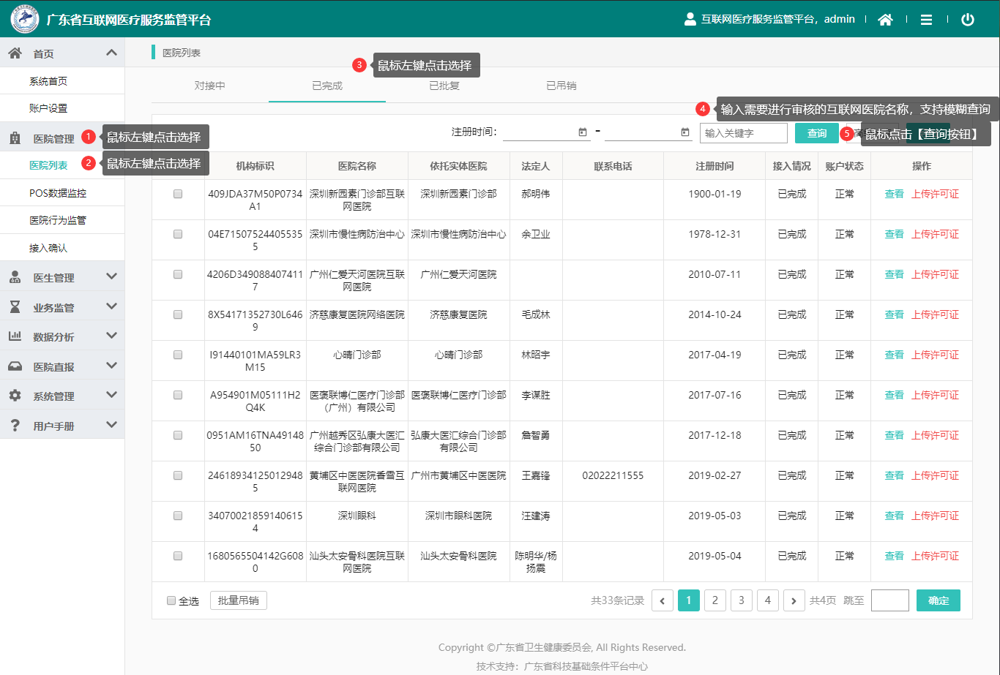 广东省互联网医疗服务监管平台
互联网医疗服务监管平台，admin
首页
系统首页
账户设置
医院管理
1 鼠标左键点击选择
医院列表
2 鼠标左键点击选择
POS数据监控
医院行为监管
接入确认
医生管理
业务监管
数据分析
医院直报
系统管理
用户手册
医院列表
3 鼠标左键点击选择
对接中 已完成 已批复 已吊销
4 输入需要进行审核的互联网医院名称，支持模糊查询
注册时间： - 输入关键字 查询
5 鼠标点击【查询按钮】
机构标识 医院名称 依托实体医院 法定人 联系电话 注册时间 接入情况 账户状态 操作
409JDA37M50P0734 深圳新园素门诊部互联 深圳新园素门诊部 郝明伟 1900-01-19 已完成 正常 查看 上传许可证
A1 网医院
04E7150752440553 深圳市慢性病防治中心 深圳市慢性病防治中心 余卫业 1978-12-31 已完成 正常 查看 上传许可证
5
4206D34908840741 广州仁爱天河医院互联 广州仁爱天河医院 2010-07-11 已完成 正常 查看 上传许可证
7 网医院
8X54171352730L646 济慈康复医院网络医院 济慈康复医院 毛成林 2014-10-24 已完成 正常 查看 上传许可证
9
I91440101MA59LR3 心晴门诊部 心晴门诊部 林昭宇 2017-04-19 已完成 正常 查看 上传许可证
M15
A954901M05111H2 医褒联博仁医疗门诊部 医褒联博仁医疗门诊部 李谋胜 2017-07-16 已完成 正常 查看 上传许可证
Q4K （广州）有限公司
0951AM16TNA49148 广州越秀区弘康大医汇 弘康大医汇综合门诊部 詹智勇 2017-12-18 已完成 正常 查看 上传许可证
50 综合门诊部有限公司 有限公司
24618934125012948 黄埔区中医医院香雪互 广州市黄埔区中医医院 王嘉锋 02022211555 2019-02-27 已完成 正常 查看 上传许可证
5 联网医院
34070021859140615 深圳眼科 深圳市眼科医院 汪建涛 2019-05-03 已完成 正常 查看 上传许可证
4
1680565504142G608 汕头太安骨科医院互联 汕头太安骨科医院 陈明华/杨 2019-05-04 已完成 正常 查看 上传许可证
0 网医院 扬震
全选 批量吊销 共33条记录 1 2 3 4 共4页 跳至 确定
Copyright ©广东省卫生健康委员会, All Rights Reserved.
技术支持：广东省科技基础条件平台中心